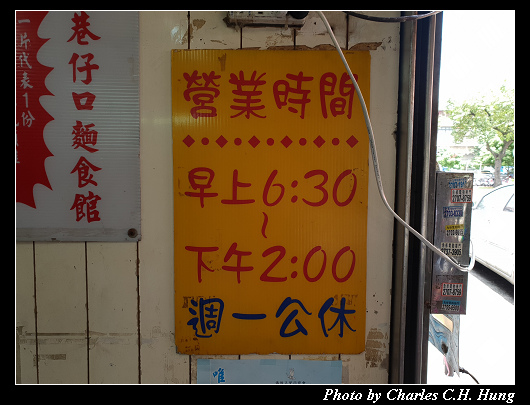 巷仔口麵食館
營業時間
早上6:30
~
下午2:00
週一公休
唯
Photo by Charles C.H. Hung